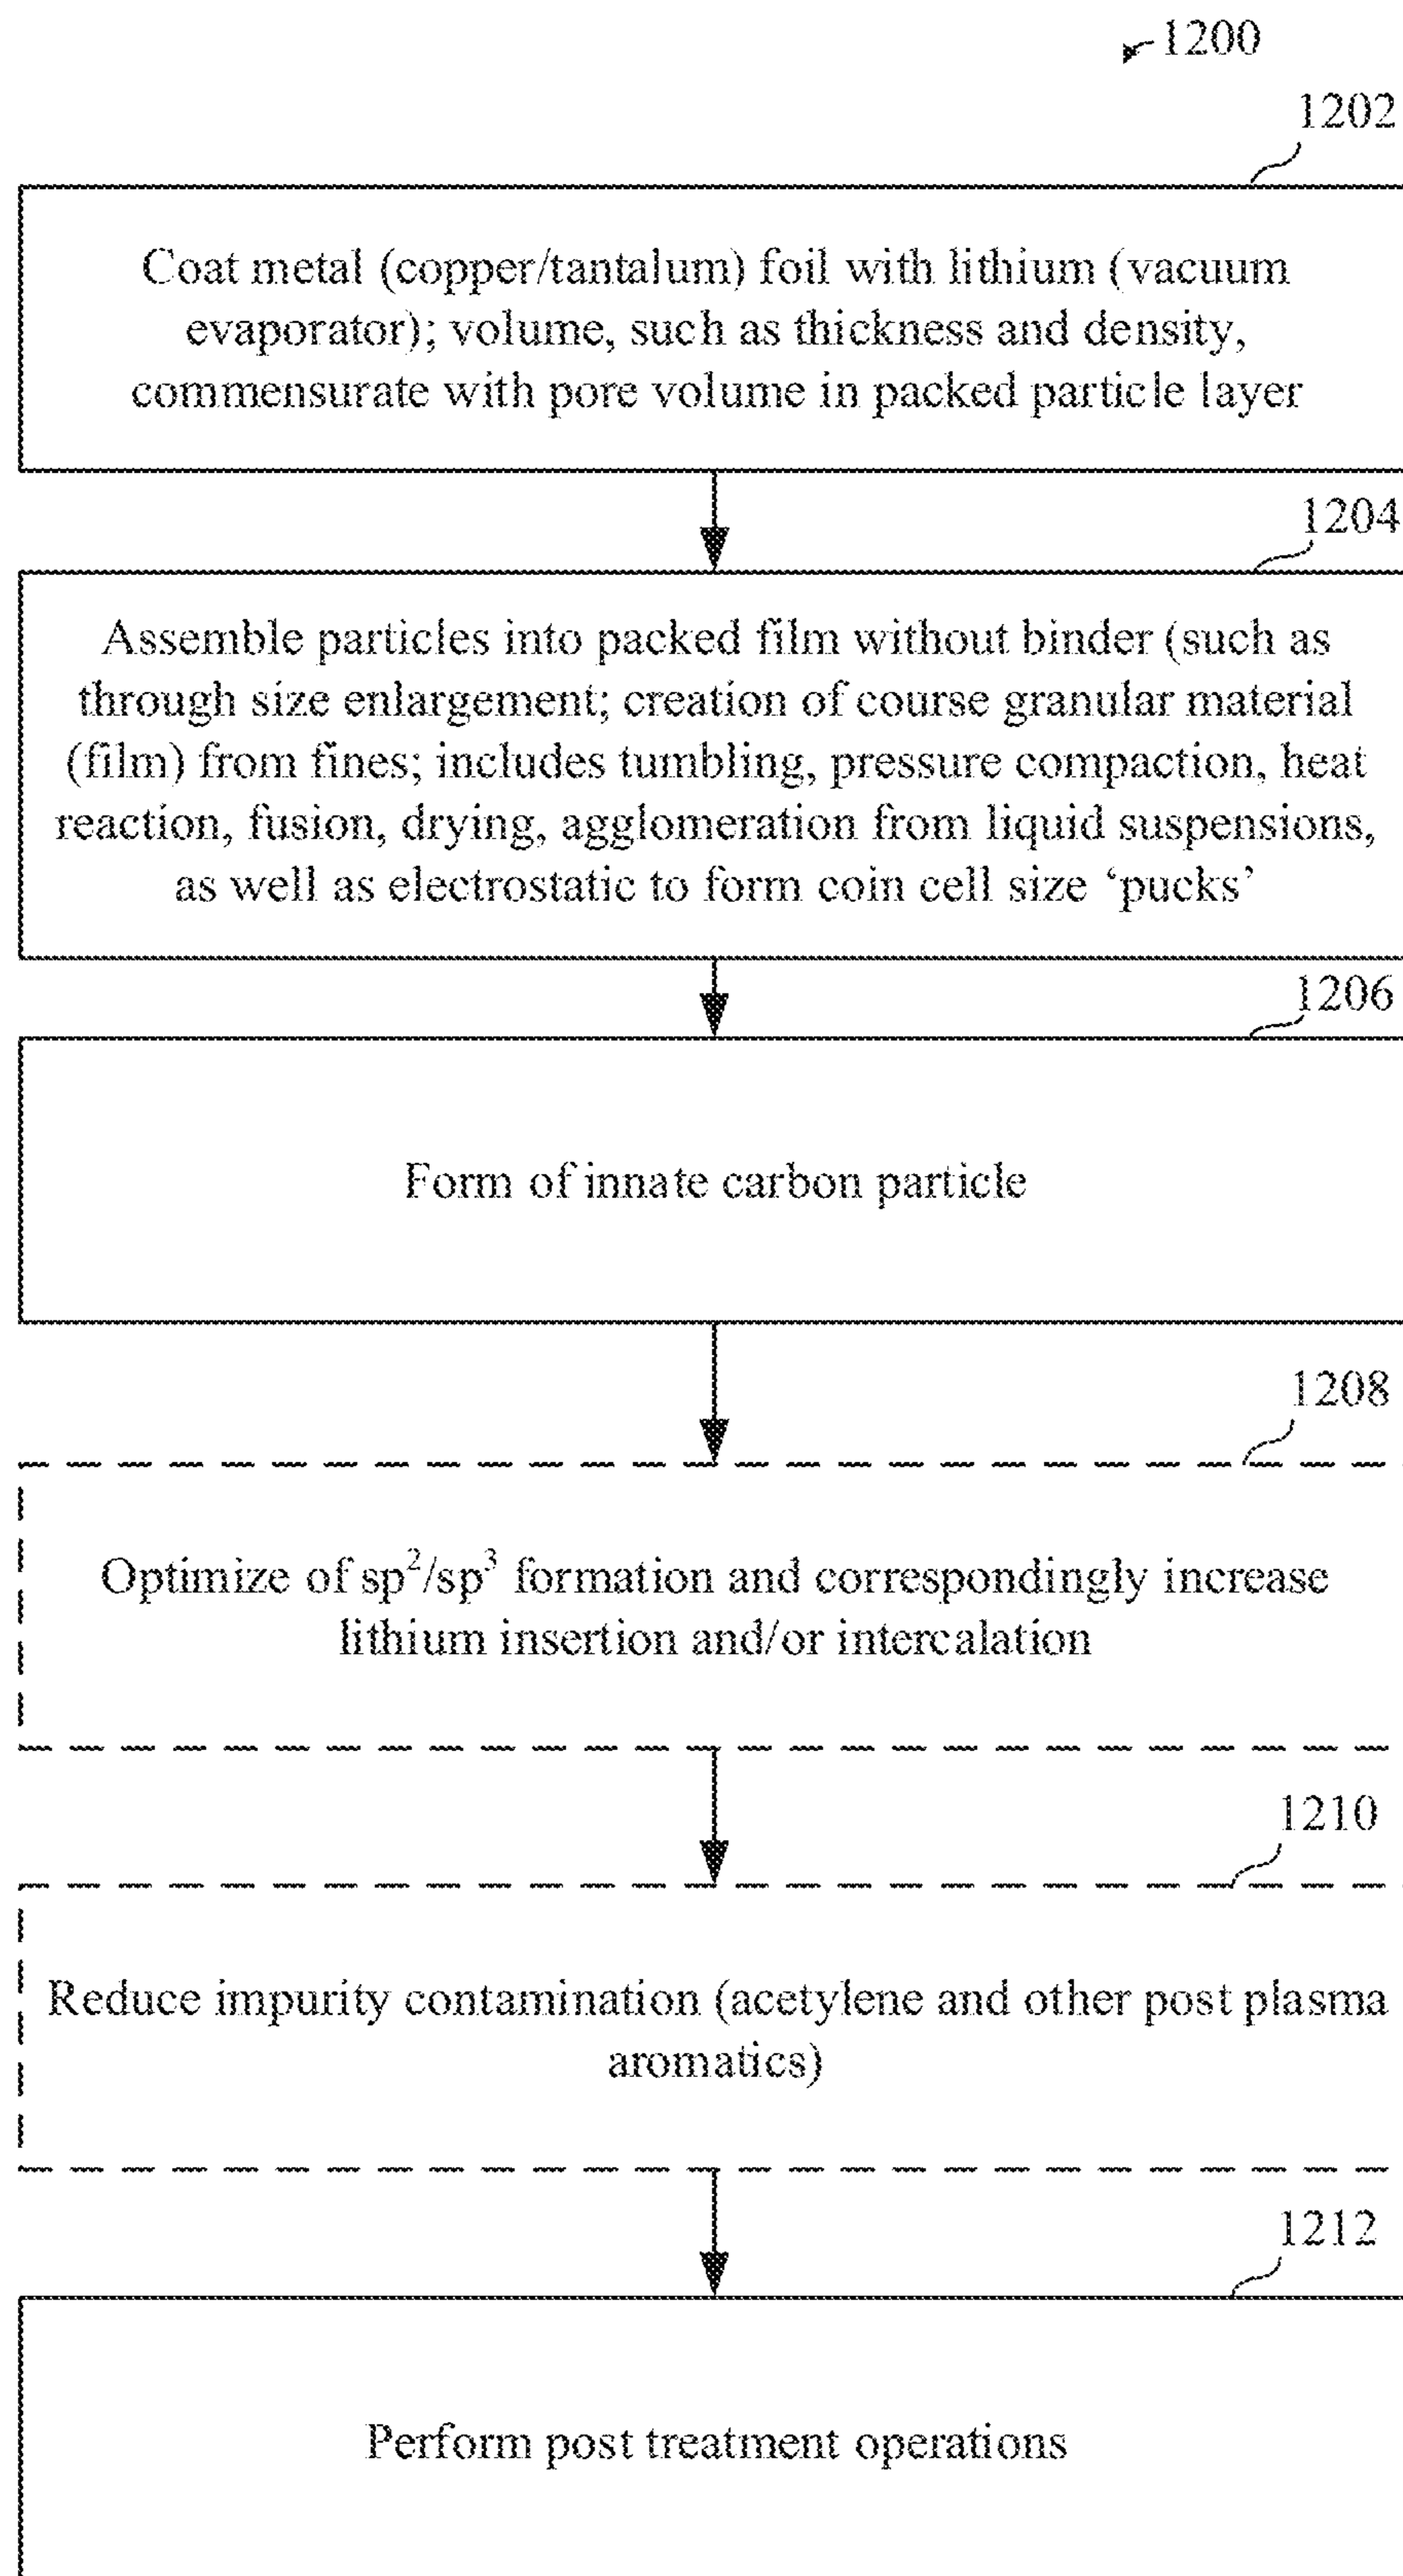 1200
1202
Coat metal (copper/tantalum) foil with lithium (vacuum
evaporator); volume, such as thickness and density,
commensurate with pore volume in packed particle layer
1204
Assemble particles into packed film without binder (such as
through size enlargement; creation of course granular material
(film) from fines; includes tumbling, pressure compaction, heat
reaction, fusion, drying, agglomeration from liquid suspensions,
as well as electrostatic to form coin cell size ‘pucks’
1206
Form of innate carbon particle
1208
Optimize of sp²/sp³ formation and correspondingly increase
lithium insertion and/or intercalation
1210
Reduce impurity contamination (acetylene and other post plasma
aromatics)
1212
Perform post treatment operations